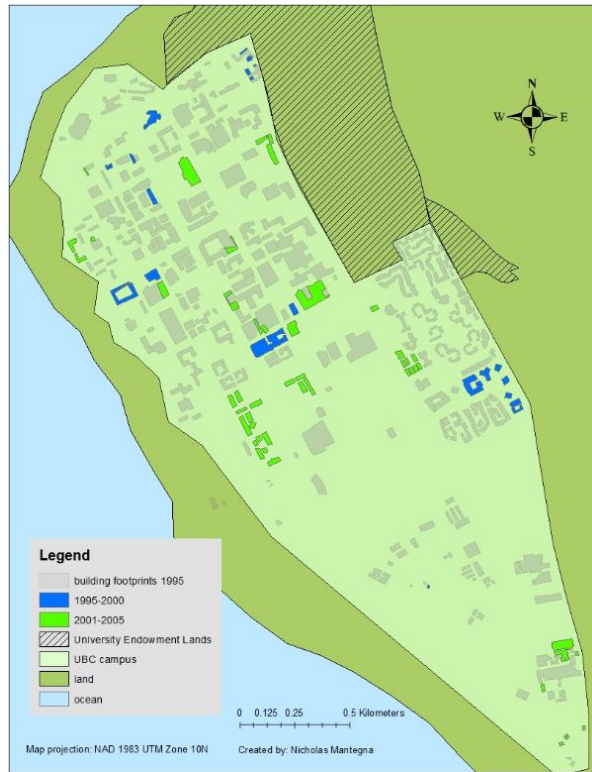 N
W E
S
Legend
building footprints 1995
1995-2000
2001-2005
University Endowment Lands
UBC campus
land
ocean
0 0.125 0.25 0.5 Kilometers
Map projection: NAD 1983 UTM Zone 10N Created by: Nicholas Mantegna